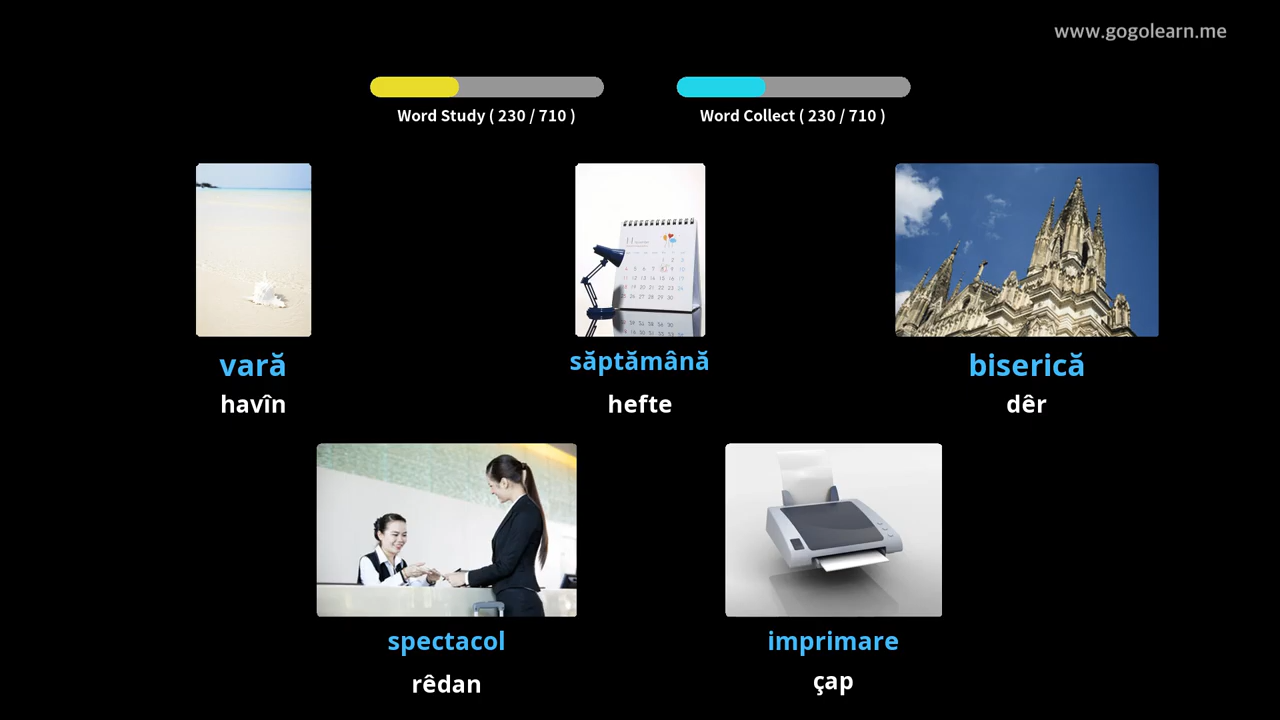 www.gogolearn.me
Word Study ( 230 / 710 )
Word Collect ( 230 / 710 )
vară
săptămână
biserică
havîn
hefte
dêr
spectacol
imprimare
rêdan
çap